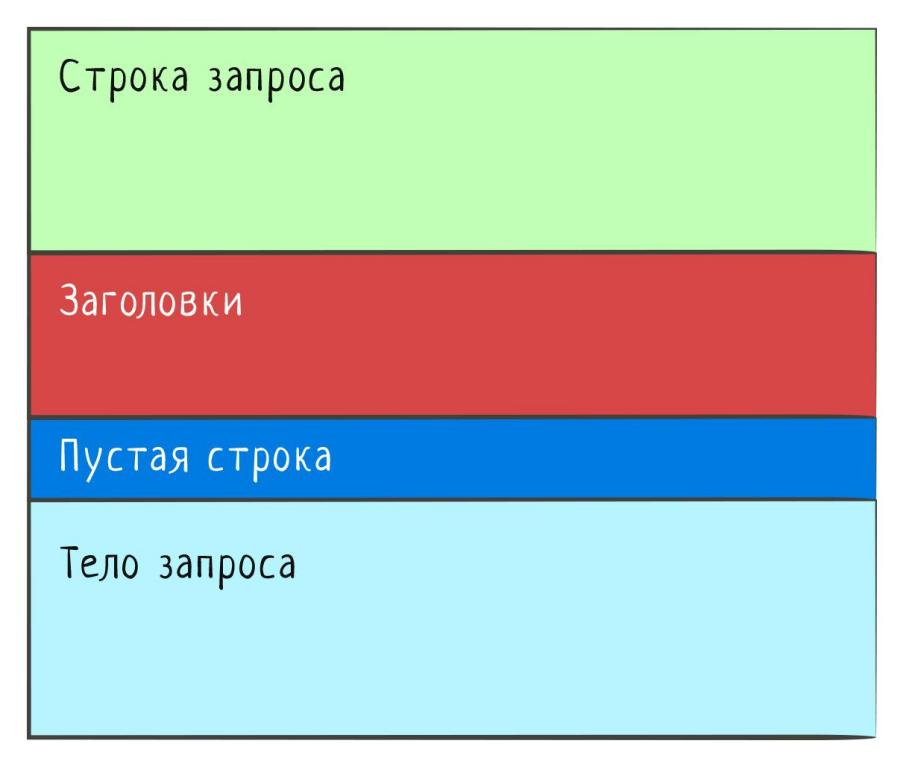 Строка запроса
Заголовки
Пустая строка
Тело запроса